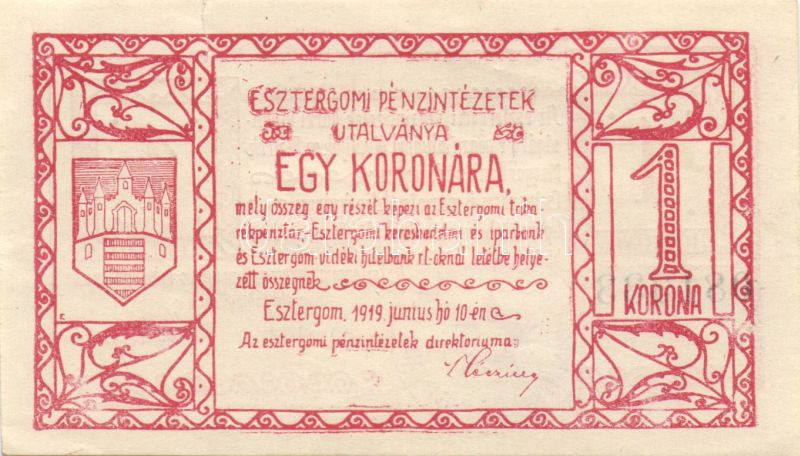 ESZTERGOMI PÉNZINTÉZETEK
UTALVÁNYA
EGY KORONÁRA,
mely összeg egy részét képezi az Esztergomi taka
rékpénztár-Esztergomi kereskedelmi és iparbank
és Esztergom-vidéki hitelbank rt.-oknál letétbe helye-
zett összegnek
Esztergom, 1919. junius hó 10-én
Az esztergomi pénzintézetek direktoriuma:
1
KORONA